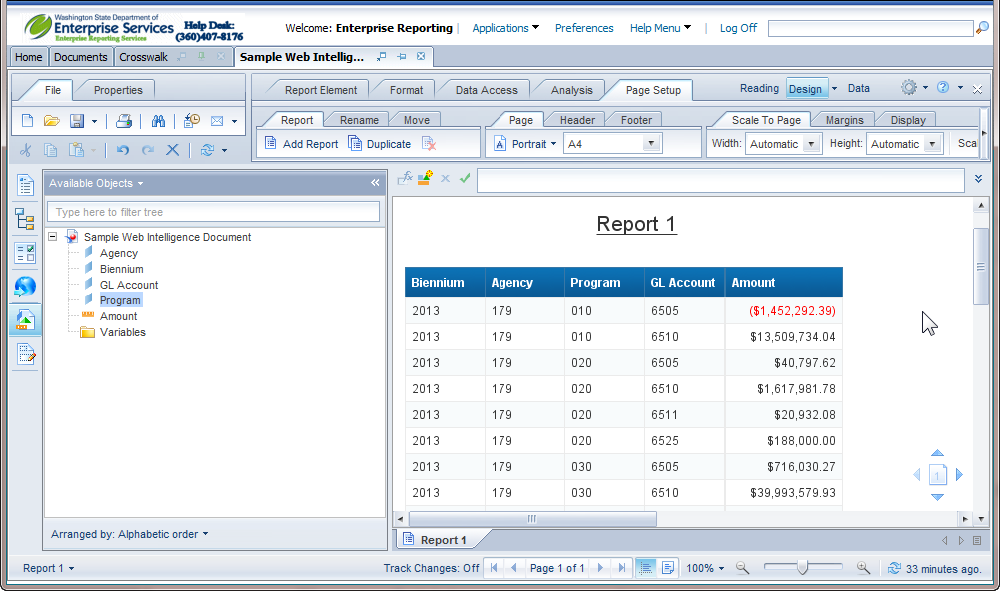 Washington State Department of
Enterprise Services
Enterprise Reporting Services
Help Desk:
(360)407-8176
Welcome: Enterprise Reporting | Applications Preferences Help Menu | Log Off
Home Documents Crosswalk Sample Web Intellig...
File Properties
Report Element Format Data Access Analysis Page Setup
Reading Design Data
Report Rename Move
Page Header Footer
Scale To Page Margins Display
Add Report Duplicate
Portrait A4
Width: Automatic Height: Automatic Sca
Available Objects
Type here to filter tree
Sample Web Intelligence Document
Agency
Biennium
GL Account
Program
Amount
Variables
Arranged by: Alphabetic order
Report 1
Biennium Agency Program GL Account Amount
2013 179 010 6505 ($1,452,292.39)
2013 179 010 6510 $13,509,734.04
2013 179 020 6505 $40,797.62
2013 179 020 6510 $1,617,981.78
2013 179 020 6511 $20,932.08
2013 179 020 6525 $188,000.00
2013 179 030 6505 $716,030.27
2013 179 030 6510 $39,993,579.93
1
Report 1
Report 1
Track Changes: Off Page 1 of 1 100% 33 minutes ago.